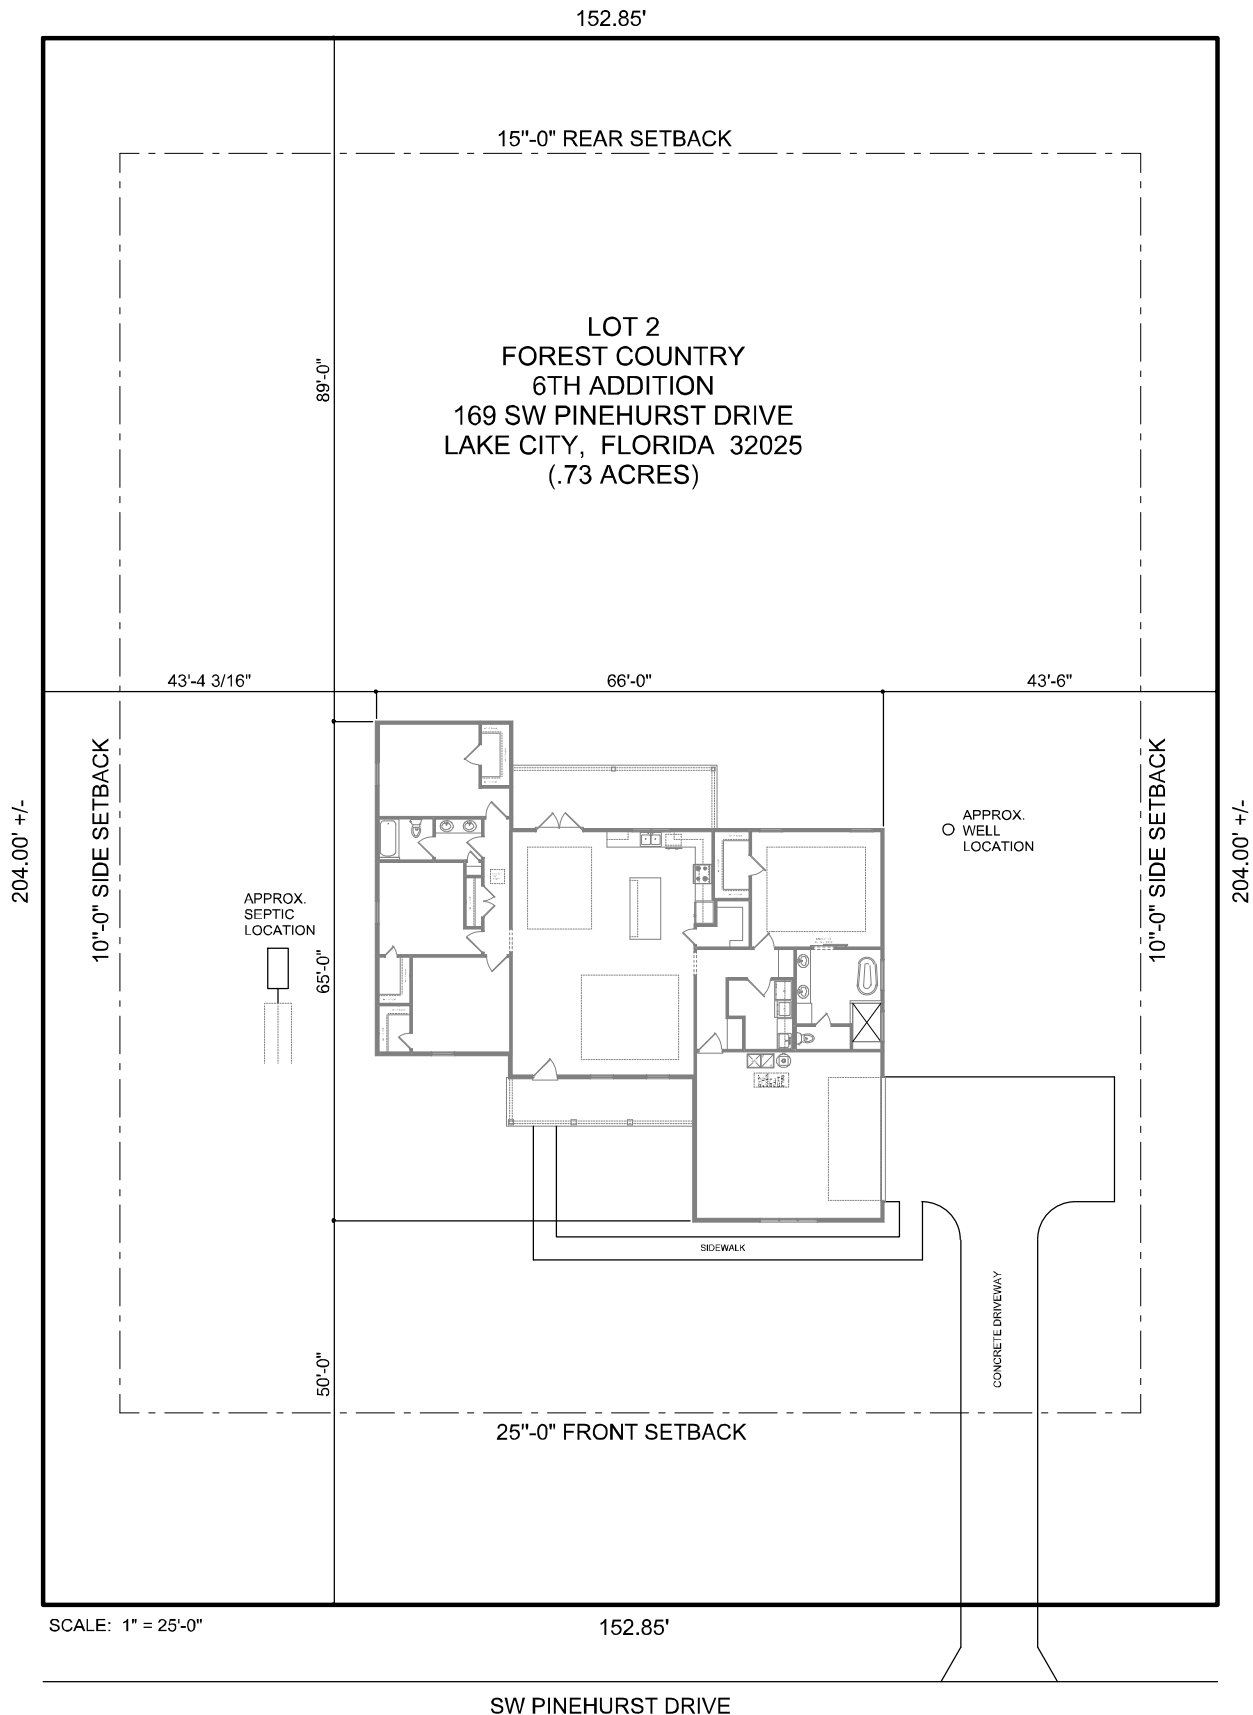 152.85'
15"-0" REAR SETBACK
LOT 2
FOREST COUNTRY
6TH ADDITION
169 SW PINEHURST DRIVE
LAKE CITY, FLORIDA 32025
(.73 ACRES)
89'-0"
43'-4 3/16"
66'-0"
43'-6"
204.00' +/-
10"-0" SIDE SETBACK
APPROX.
SEPTIC
LOCATION
65'-0"
APPROX.
WELL
LOCATION
10"-0" SIDE SETBACK
204.00' +/-
SIDEWALK
CONCRETE DRIVEWAY
50'-0"
25"-0" FRONT SETBACK
SCALE: 1" = 25'-0"
152.85'
SW PINEHURST DRIVE